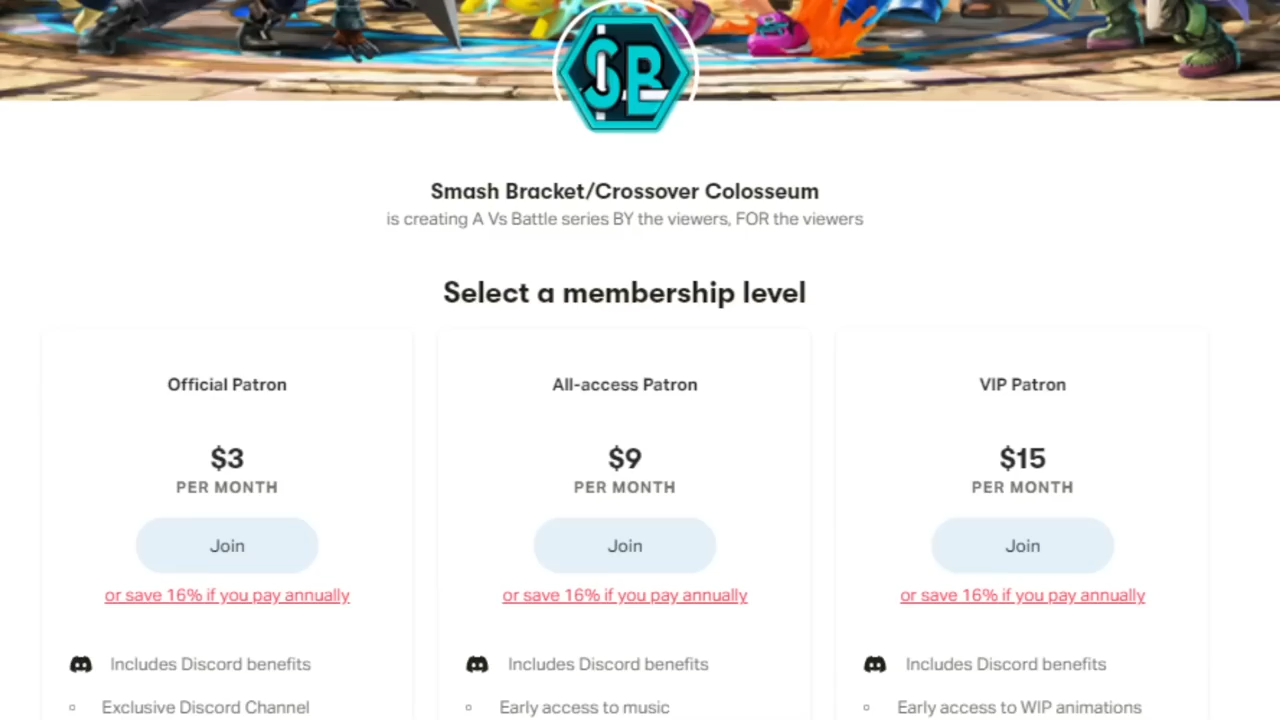 SB
Smash Bracket/Crossover Colosseum
is creating A Vs Battle series BY the viewers, FOR the viewers
Select a membership level
Official Patron
$3
PER MONTH
Join
or save 16% if you pay annually
Includes Discord benefits
Exclusive Discord Channel
All-access Patron
$9
PER MONTH
Join
or save 16% if you pay annually
Includes Discord benefits
Early access to music
VIP Patron
$15
PER MONTH
Join
or save 16% if you pay annually
Includes Discord benefits
Early access to WIP animations